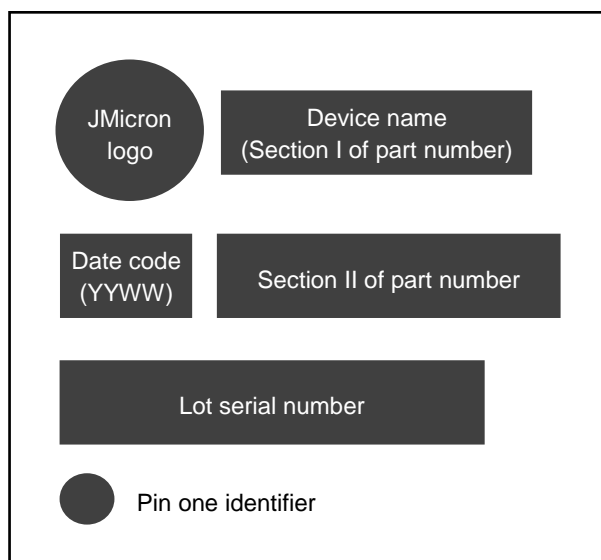 JMicron
logo
Device name
(Section I of part number)
Date code
(YYWW)
Section II of part number
Lot serial number
Pin one identifier